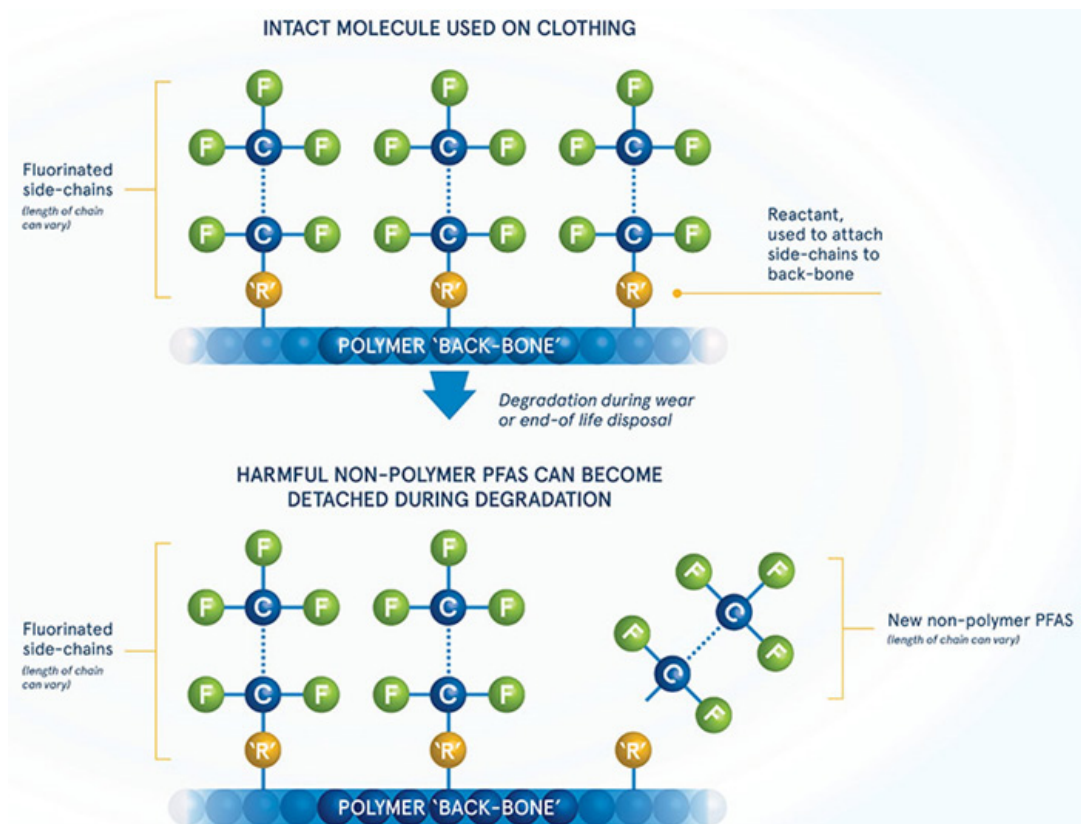 INTACT MOLECULE USED ON CLOTHING
F F F
F C F F C F F C F
Fluorinated
side-chains
(length of chain
can vary)
F C F F C F F C F
'R' 'R' 'R'
Reactant,
used to attach
side-chains to
back-bone
POLYMER 'BACK-BONE'
Degradation during wear
or end-of life disposal
HARMFUL NON-POLYMER PFAS CAN BECOME
DETACHED DURING DEGRADATION
F F
F C F F C F
Fluorinated
side-chains
(length of chain
can vary)
F C F F C F
'R' 'R' 'R'
F F
F C
C F
F
New non-polymer PFAS
(length of chain can vary)
POLYMER 'BACK-BONE'